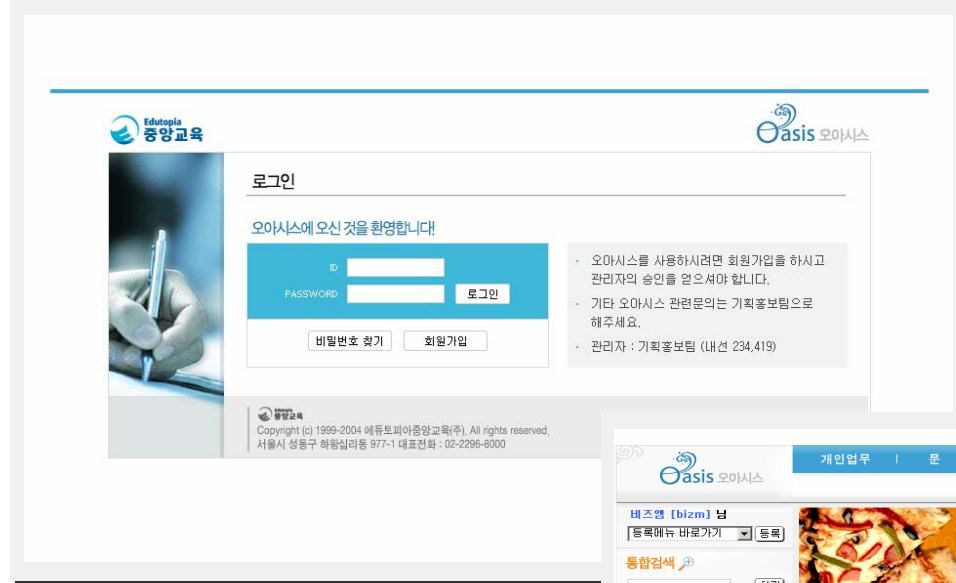 Edutopia
중앙교육
Oasis 오아시스
로그인
오아시스에 오신 것을 환영합니다!
ID
PASSWORD
로그인
비밀번호 찾기
회원가입
· 오아시스를 사용하시려면 회원가입을 하시고
관리자의 승인을 얻으셔야 합니다.
· 기타 오아시스 관련문의는 기획홍보팀으로
해주세요.
· 관리자 : 기획홍보팀 (내선 234,419)
Edutopia
중앙교육
Copyright (c) 1999-2004 에듀토피아중앙교육(주), All rights reserved.
서울시 성동구 하왕십리동 977-1 대표전화 : 02-2296-8000
Oasis 오아시스
개인업무 | 문
비즈엠 [bizm] 님
등록메뉴 바로가기
등록
통합검색